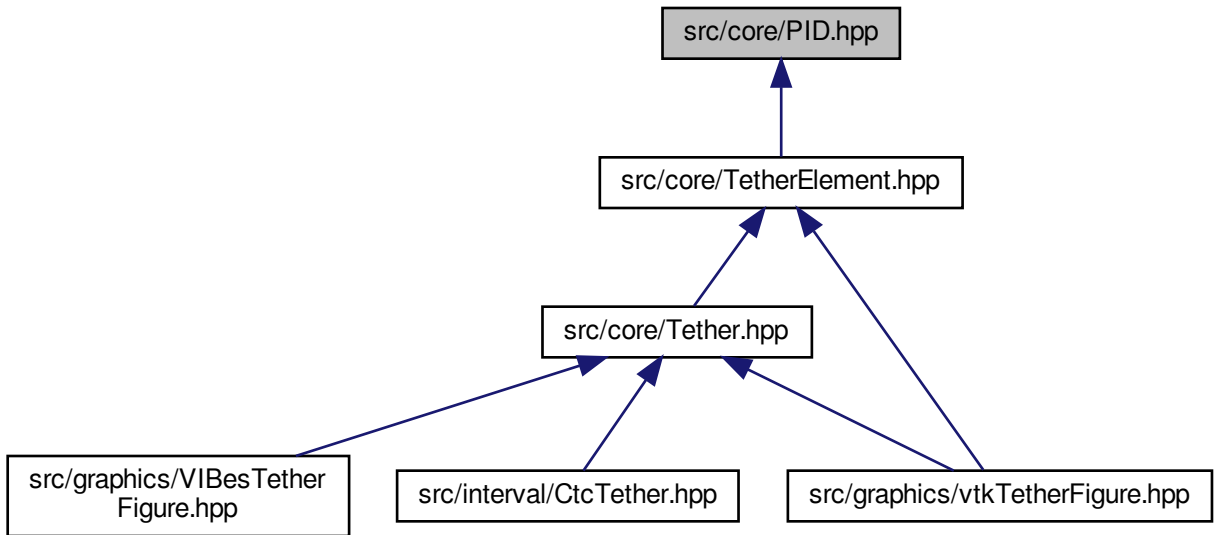 src/core/PID.hpp
src/core/TetherElement.hpp
src/core/Tether.hpp
src/graphics/VIBesTether
Figure.hpp
src/interval/CtcTether.hpp
src/graphics/vtkTetherFigure.hpp